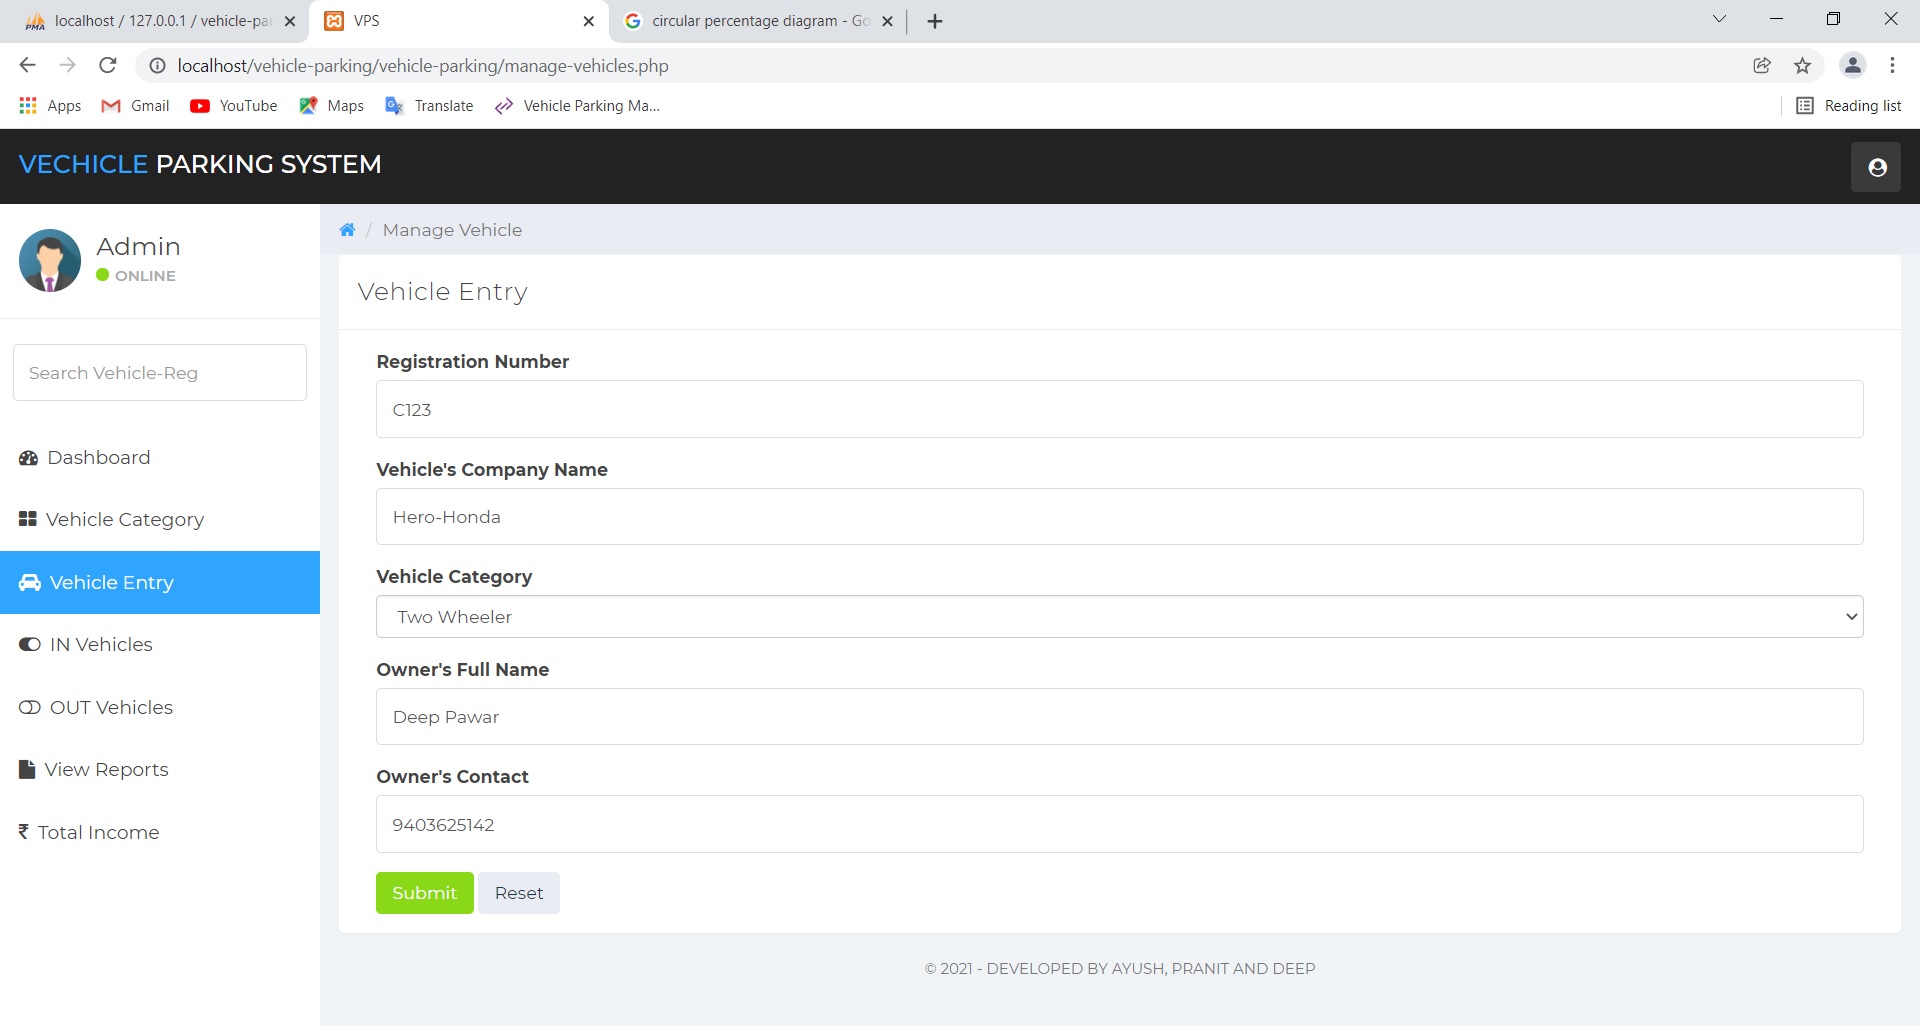 localhost / 127.0.0.1 / vehicle-par
VPS
circular percentage diagram - Go
localhost/vehicle-parking/vehicle-parking/manage-vehicles.php
Apps
Gmail
YouTube
Maps
Translate
Vehicle Parking Ma...
Reading list
VECHICLE PARKING SYSTEM
Admin
ONLINE
Search Vehicle-Reg
Dashboard
Vehicle Category
Vehicle Entry
IN Vehicles
OUT Vehicles
View Reports
₹ Total Income
/ Manage Vehicle
Vehicle Entry
Registration Number
C123
Vehicle's Company Name
Hero-Honda
Vehicle Category
Two Wheeler
Owner's Full Name
Deep Pawar
Owner's Contact
9403625142
Submit
Reset
© 2021 - DEVELOPED BY AYUSH, PRANIT AND DEEP